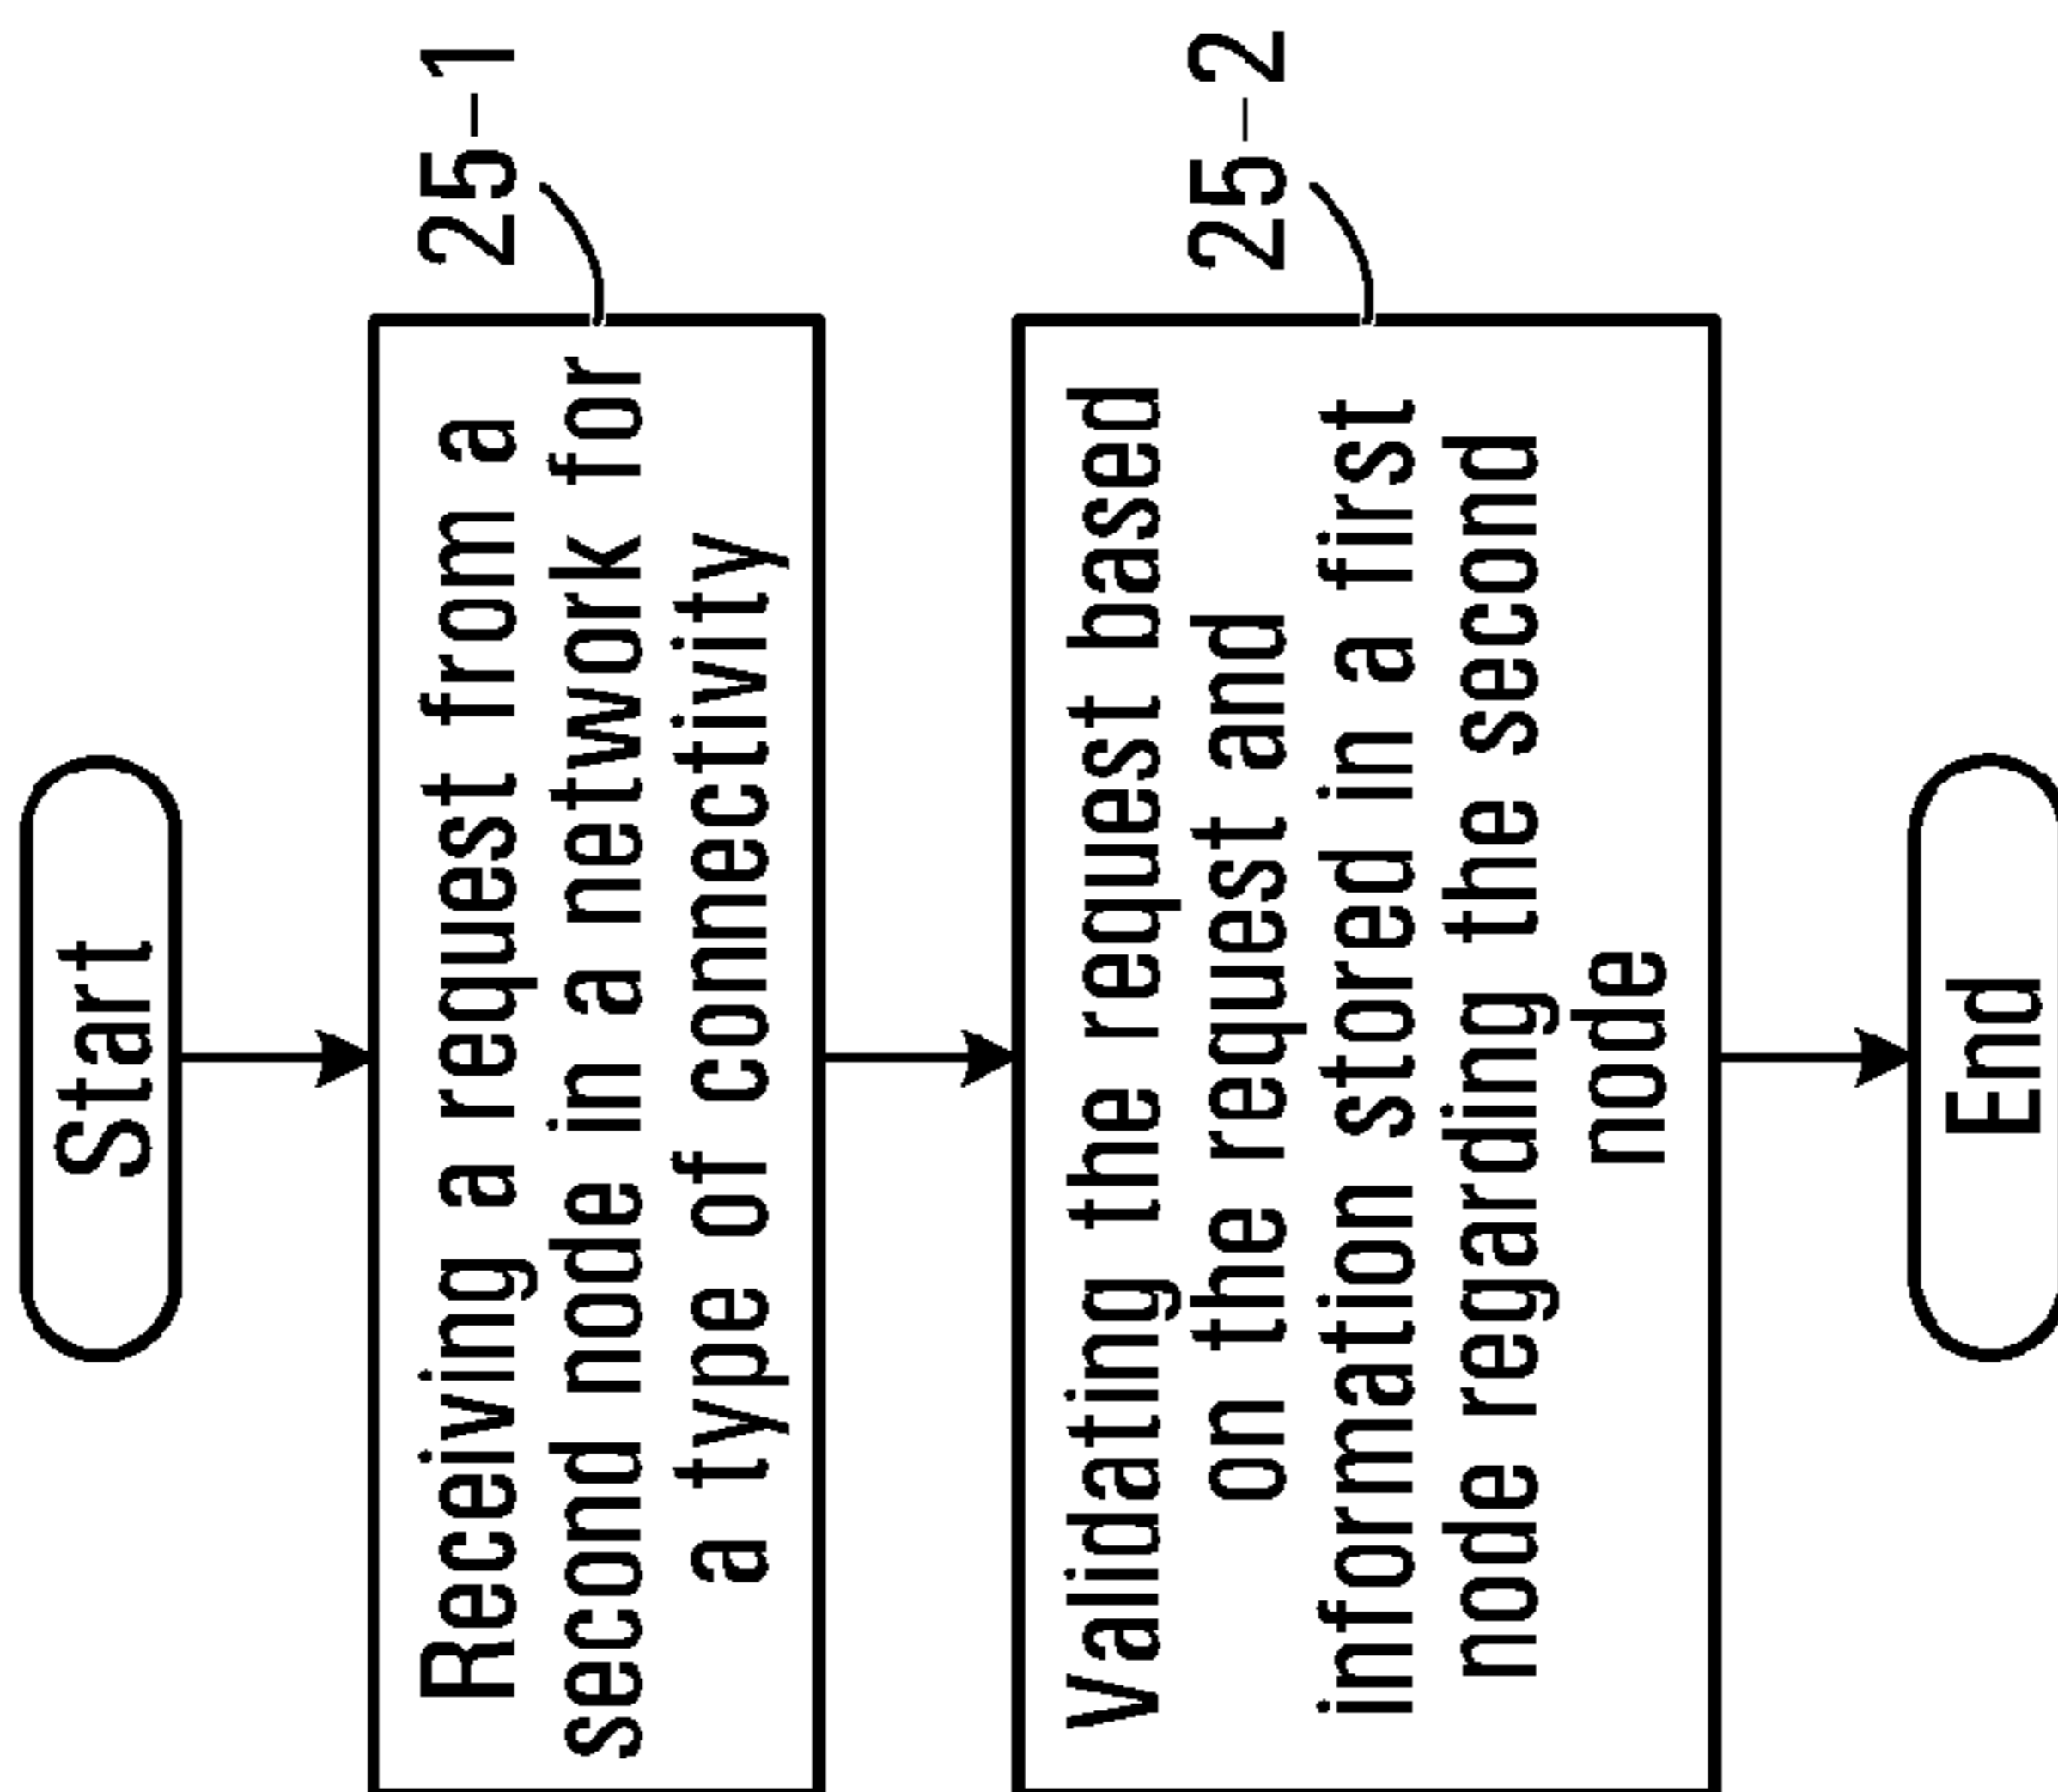 Start
25-1
Receiving a request from a
second node in a network for
a type of connectivity
25-2
Validating the request based
on the request and
information stored in a first
node regarding the second
node
End